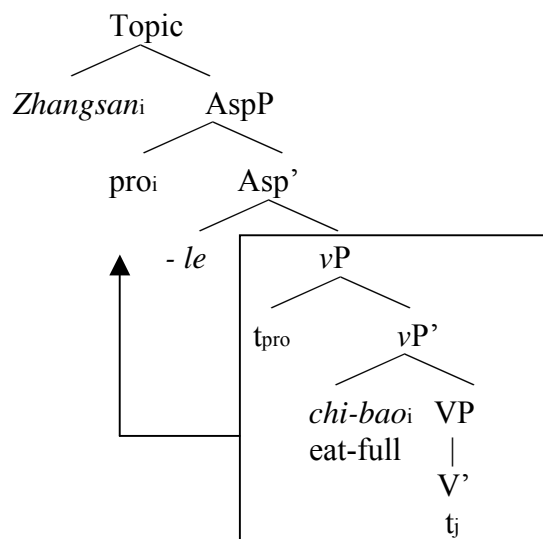 Topic
Zhangsani AspP
proi Asp’
- le vP
tpro vP’
chi-baoi VP
eat-full
V’
tj